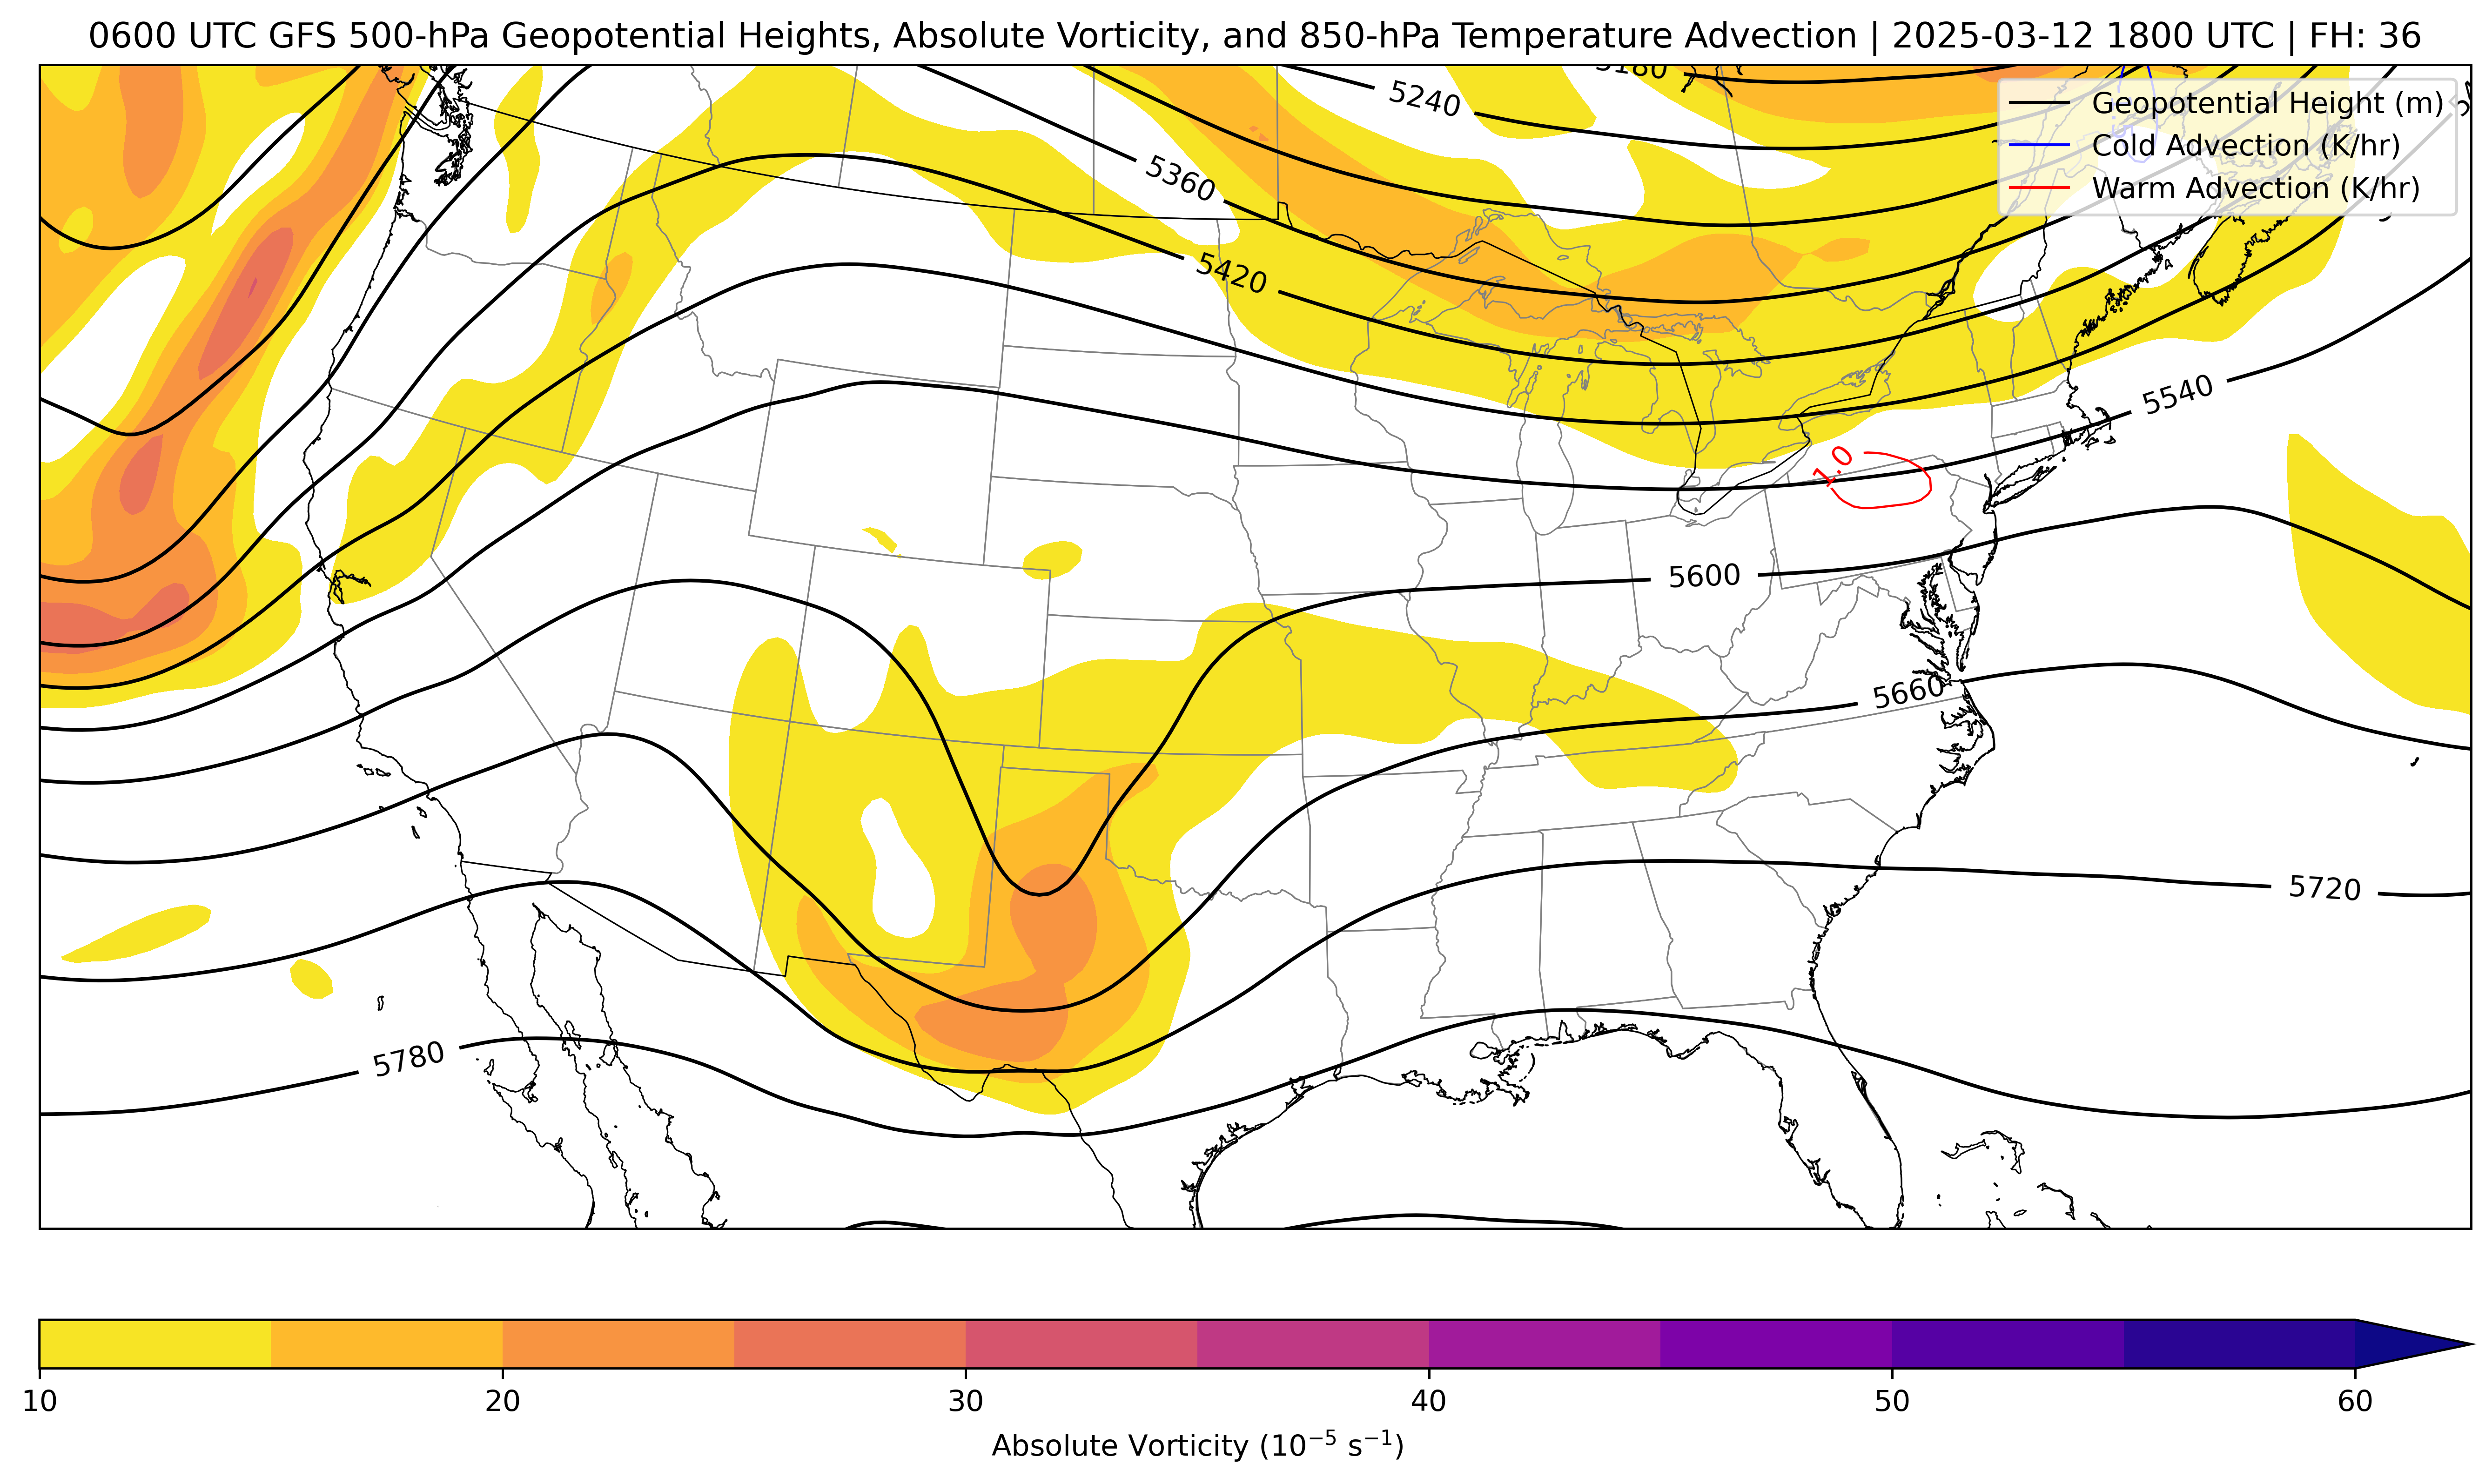 0600 UTC GFS 500-hPa Geopotential Heights, Absolute Vorticity, and 850-hPa Temperature Advection | 2025-03-12 1800 UTC | FH: 36
5180
5240
Geopotential Height (m)
Cold Advection (K/hr)
Warm Advection (K/hr)
5360
5420
5540
1.0
5600
5660
5720
5780
10 20 30 40 50 60
Absolute Vorticity (10⁻⁵ s⁻¹)